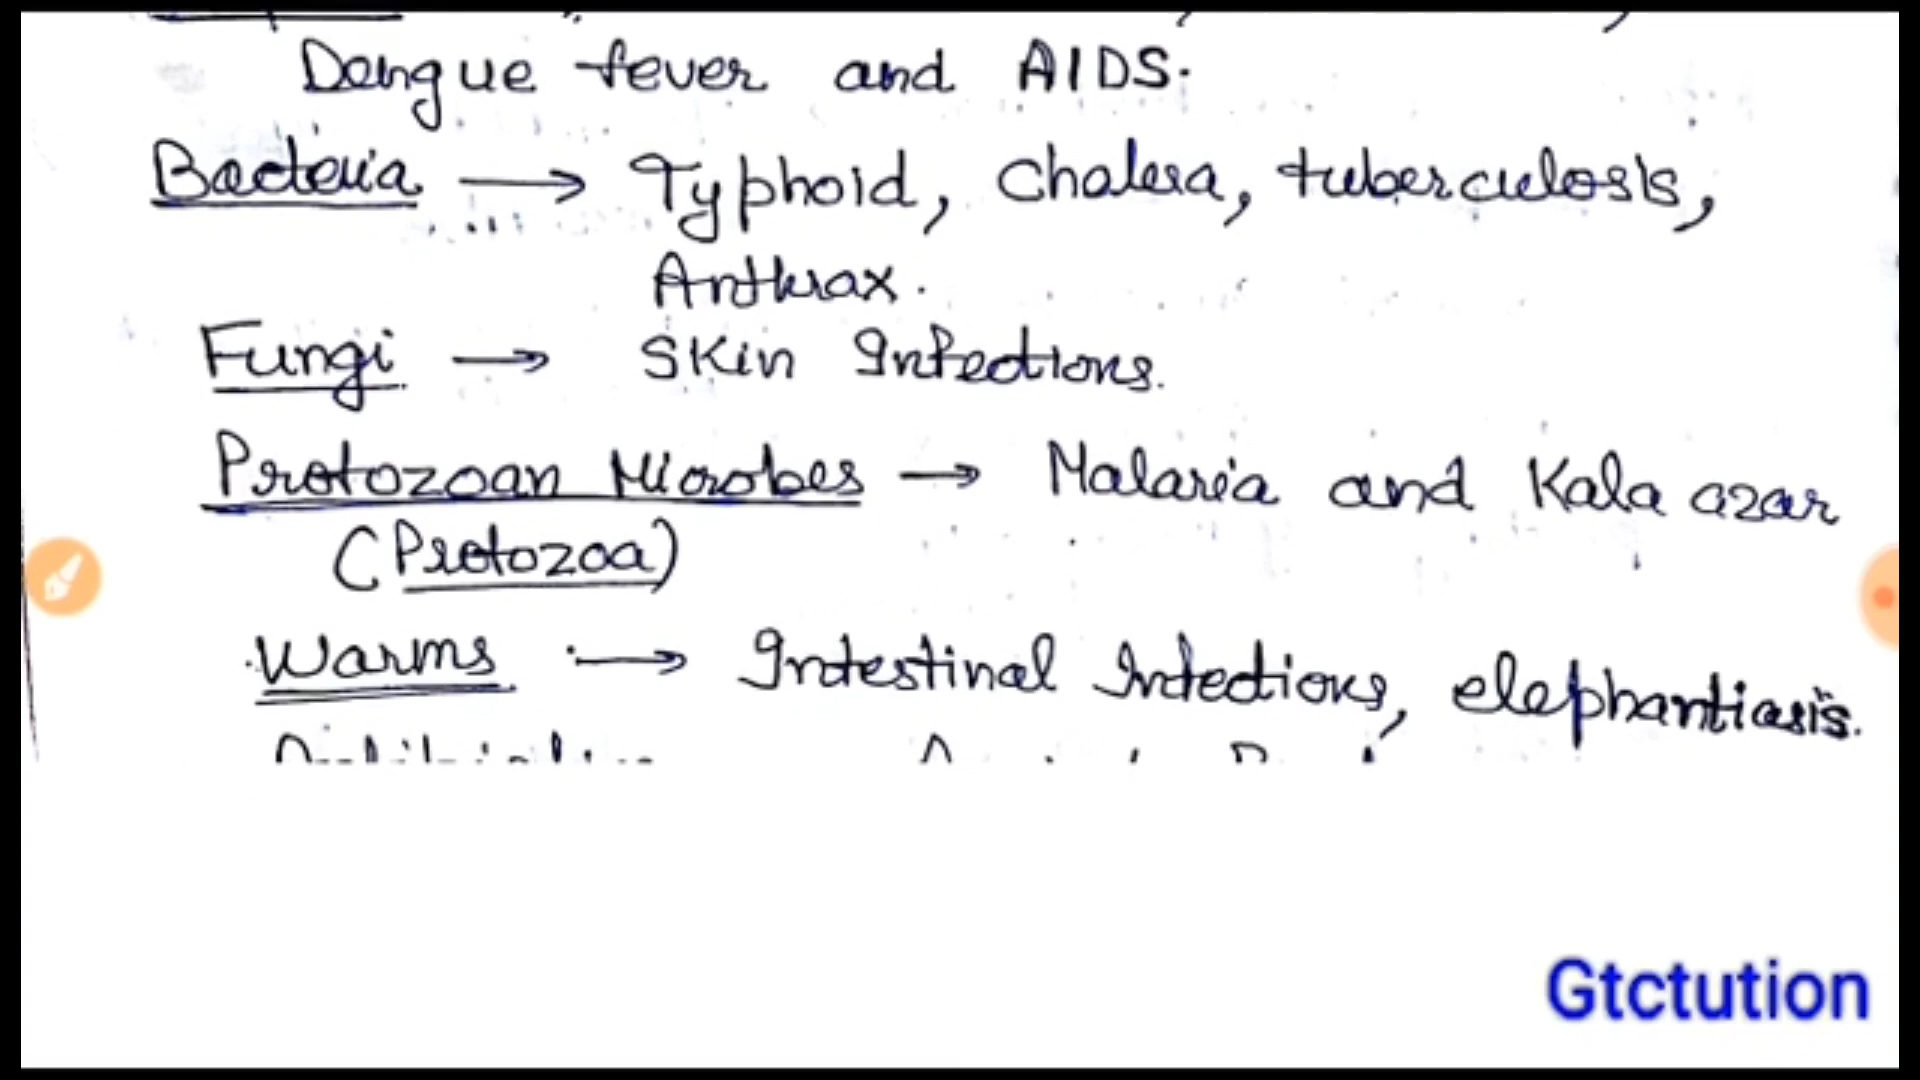 Dengue fever and AIDS.
Bacteria → Typhoid, Cholera, tuberculosis,
Anthrax.
Fungi → Skin Infections.
Protozoan Microbes → Malaria and Kala azar
(Protozoa)
Warms → Intestinal Infections, elephantiasis.
Gtctution